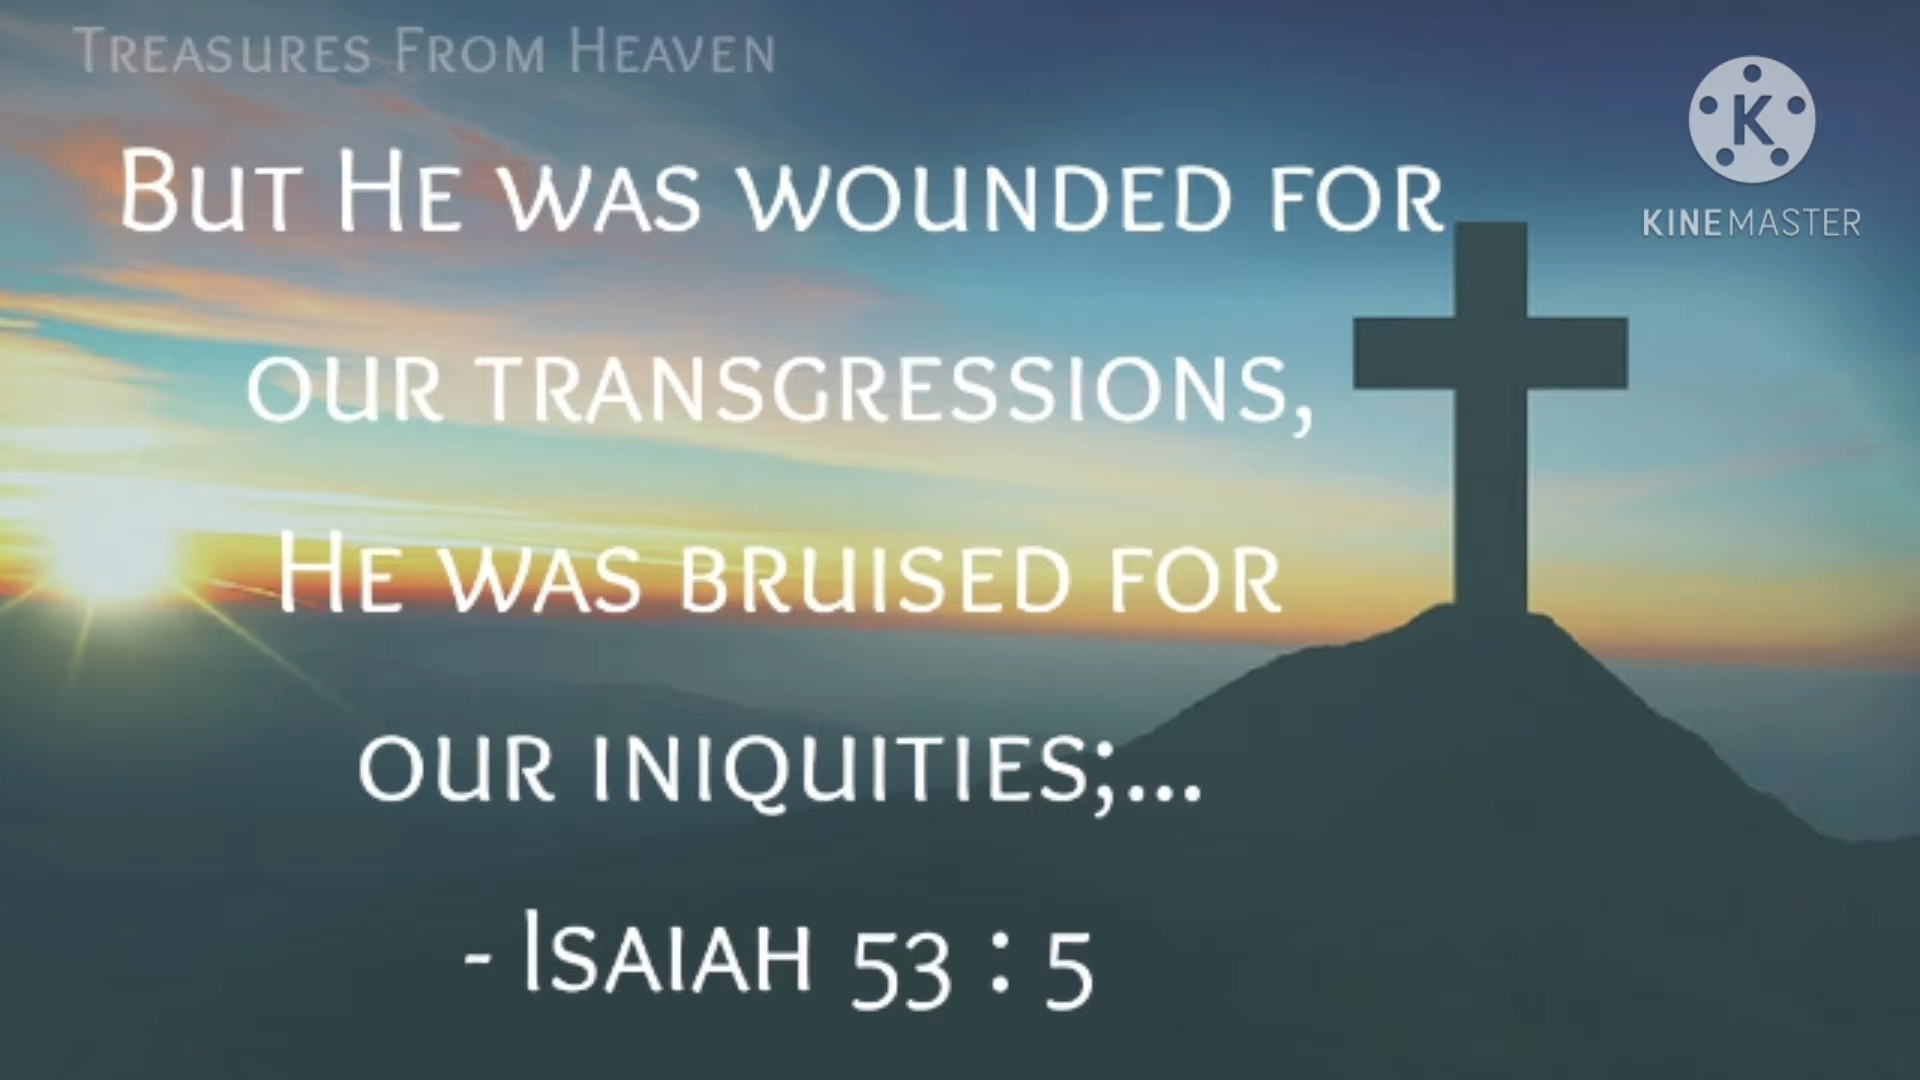 Treasures From Heaven
K
KINEMASTER
But He was wounded for
our transgressions,
He was bruised for
our iniquities;...
- Isaiah 53 : 5